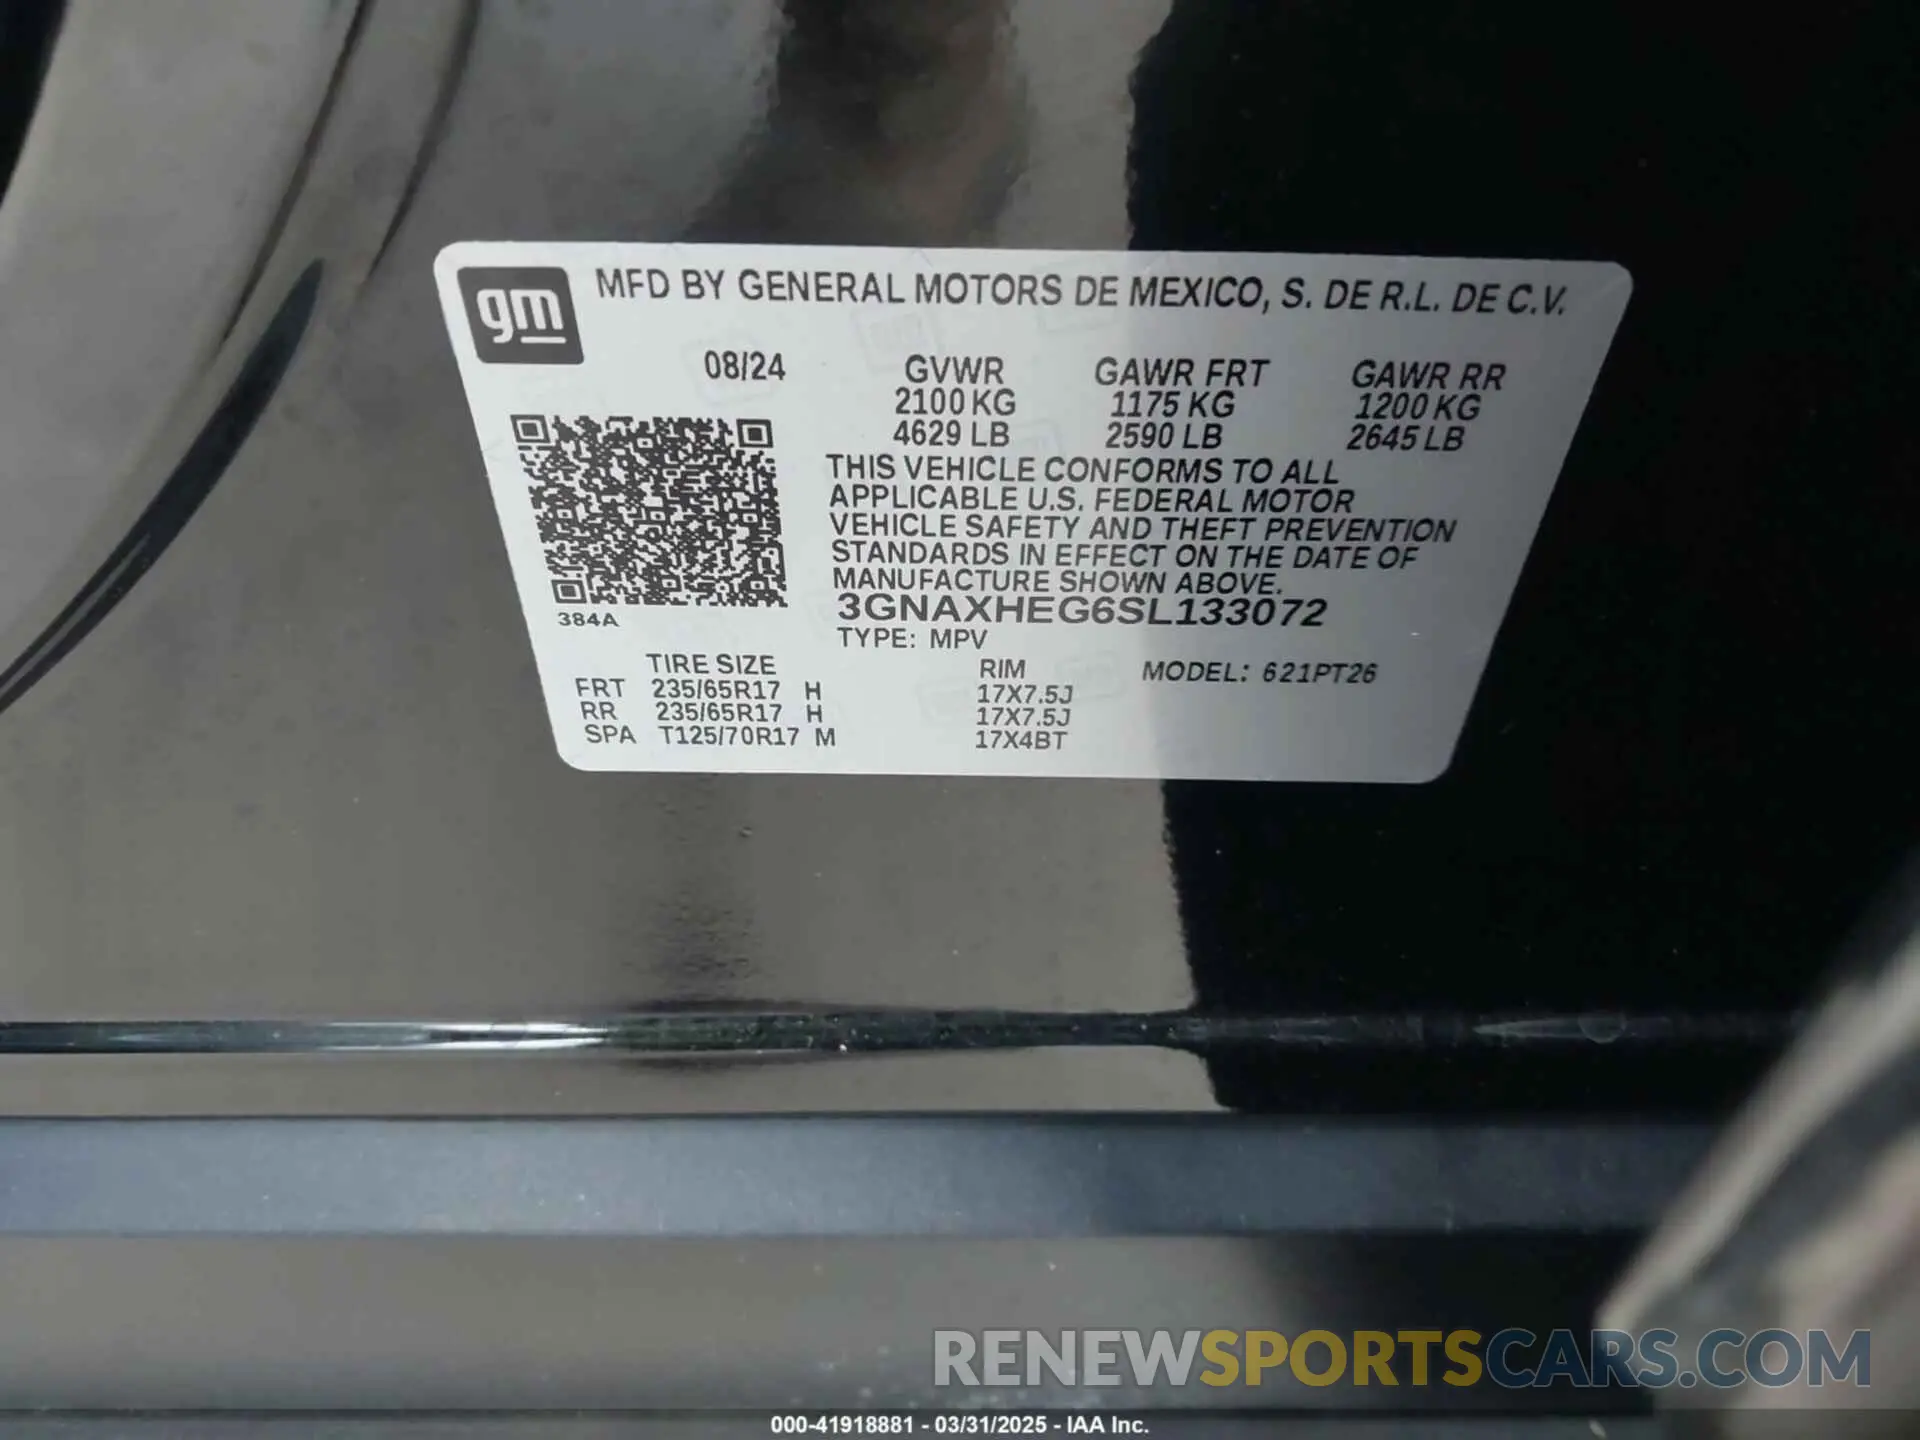 gm
MFD BY GENERAL MOTORS DE MEXICO, S. DE R.L. DE C.V.
08/24
GVWR GAWR FRT GAWR RR
2100 KG 1175 KG 1200 KG
4629 LB 2590 LB 2645 LB
THIS VEHICLE CONFORMS TO ALL
APPLICABLE U.S. FEDERAL MOTOR
VEHICLE SAFETY AND THEFT PREVENTION
STANDARDS IN EFFECT ON THE DATE OF
MANUFACTURE SHOWN ABOVE.
3GNAXHEG6SL133072
384A
TYPE: MPV
TIRE SIZE RIM MODEL: 621PT26
FRT 235/65R17 H 17X7.5J
RR 235/65R17 H 17X7.5J
SPA T125/70R17 M 17X4BT
RENEWSPORTSCARS.COM
000-41918881 - 03/31/2025 - IAA Inc.